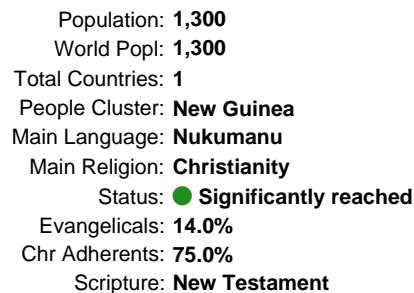 Population: 1,300
World Popl: 1,300
Total Countries: 1
People Cluster: New Guinea
Main Language: Nukumanu
Main Religion: Christianity
Status: Significantly reached
Evangelicals: 14.0%
Chr Adherents: 75.0%
Scripture: New Testament